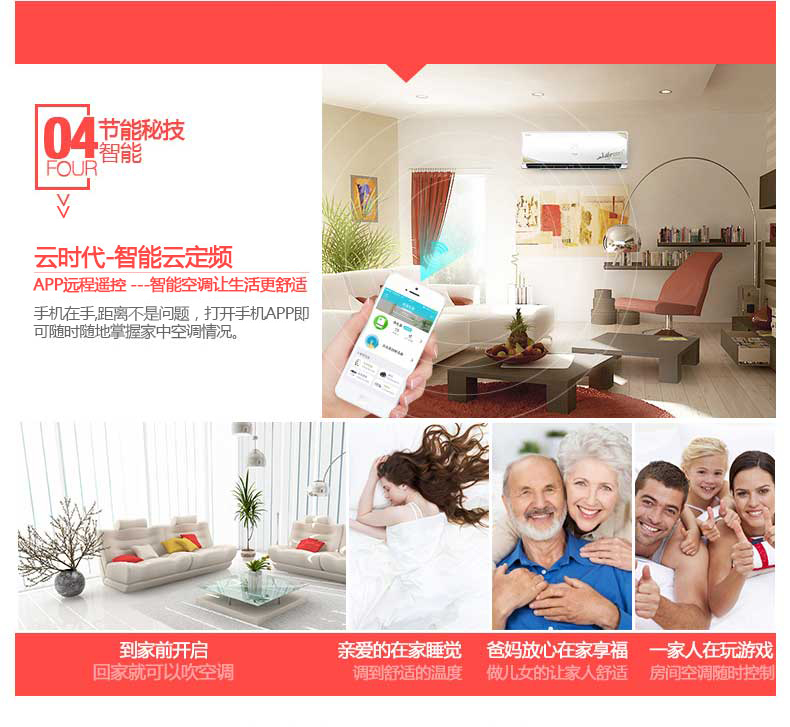 04
FOUR
节能秘技
智能
云时代-智能云定频
APP远程遥控 ---智能空调让生活更舒适
手机在手,距离不是问题，打开手机APP即
可随时随地掌握家中空调情况。
到家前开启
回家就可以吹空调
亲爱的在家睡觉
调到舒适的温度
爸妈放心在家享福
做儿女的让家人舒适
一家人在玩游戏
房间空调随时控制